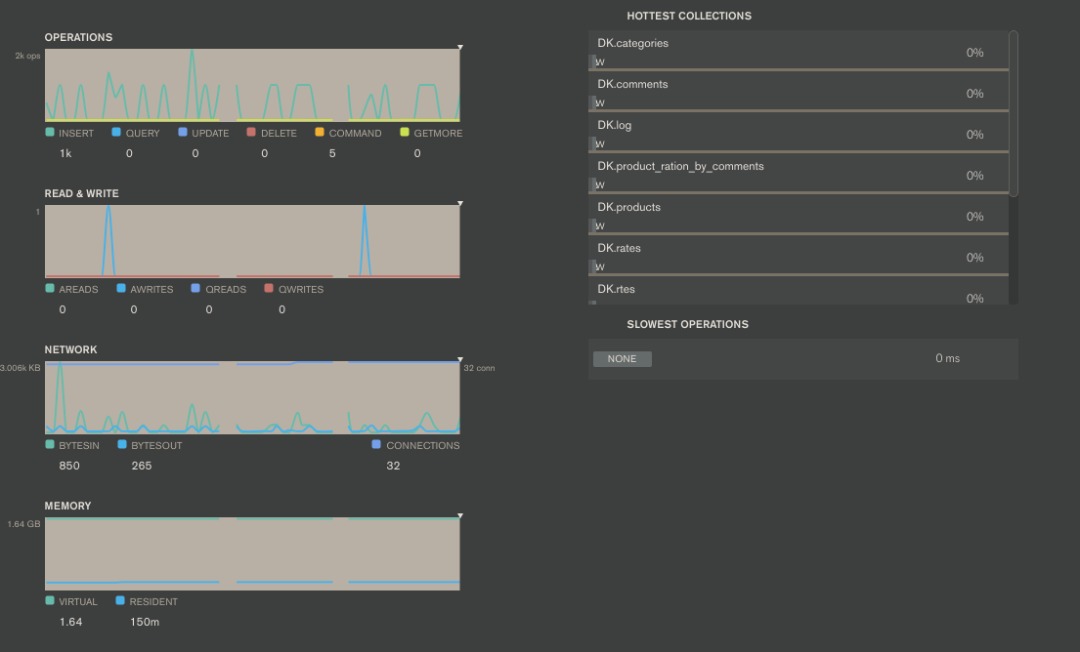 OPERATIONS
2k ops
INSERT QUERY UPDATE DELETE COMMAND GETMORE
1k 0 0 0 5 0
READ & WRITE
1
AREADS AWRITES QREADS QWRITES
0 0 0 0
NETWORK
3.006k KB 32 conn
BYTESIN BYTESOUT CONNECTIONS
850 265 32
MEMORY
1.64 GB
VIRTUAL RESIDENT
1.64 150m
HOTTEST COLLECTIONS
DK.categories
0%
W
DK.comments
0%
W
DK.log
0%
W
DK.product_ration_by_comments
0%
W
DK.products
0%
W
DK.rates
0%
W
DK.rtes
0%
SLOWEST OPERATIONS
NONE 0 ms